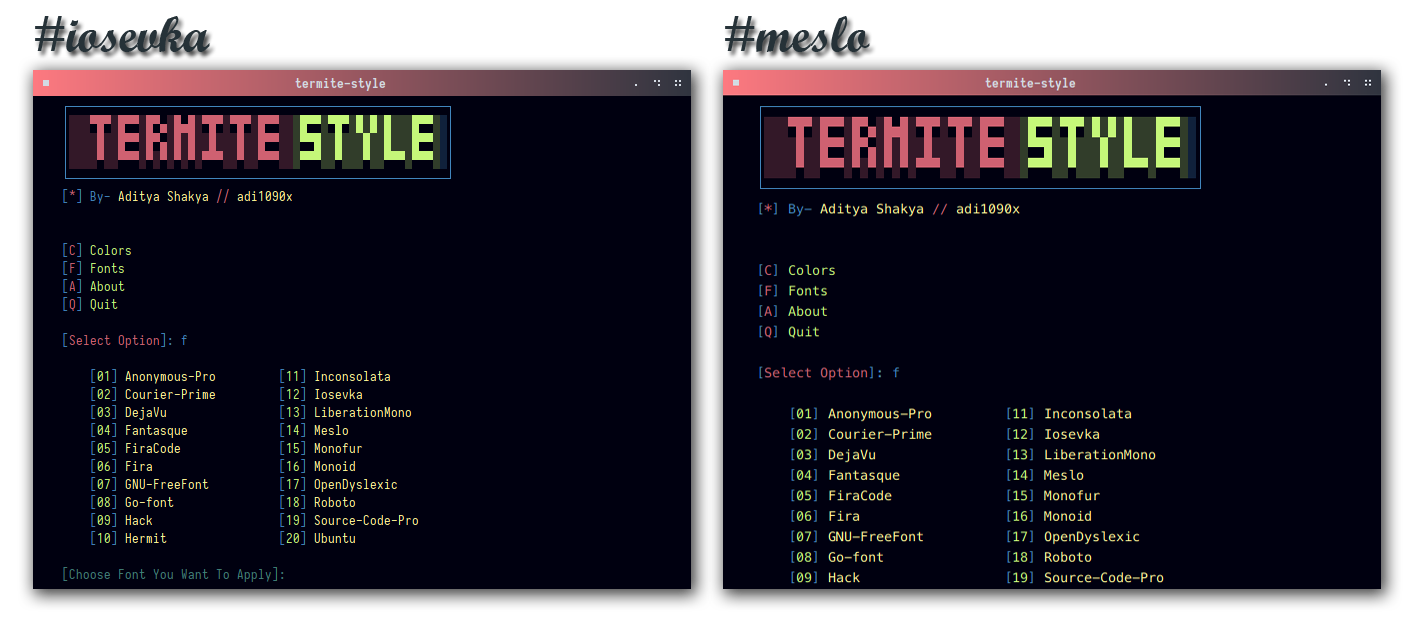 #iosevka
termite-style
TERMITE STYLE
[*] By- Aditya Shakya // adi1090x
[C] Colors
[F] Fonts
[A] About
[Q] Quit
[Select Option]: f
[01] Anonymous-Pro [11] Inconsolata
[02] Courier-Prime [12] Iosevka
[03] DejaVu [13] LiberationMono
[04] Fantasque [14] Meslo
[05] FiraCode [15] Monofur
[06] Fira [16] Monoid
[07] GNU-FreeFont [17] OpenDyslexic
[08] Go-font [18] Roboto
[09] Hack [19] Source-Code-Pro
[10] Hermit [20] Ubuntu
[Choose Font You Want To Apply]:
#meslo
termite-style
TERMITE STYLE
[*] By- Aditya Shakya // adi1090x
[C] Colors
[F] Fonts
[A] About
[Q] Quit
[Select Option]: f
[01] Anonymous-Pro [11] Inconsolata
[02] Courier-Prime [12] Iosevka
[03] DejaVu [13] LiberationMono
[04] Fantasque [14] Meslo
[05] FiraCode [15] Monofur
[06] Fira [16] Monoid
[07] GNU-FreeFont [17] OpenDyslexic
[08] Go-font [18] Roboto
[09] Hack [19] Source-Code-Pro